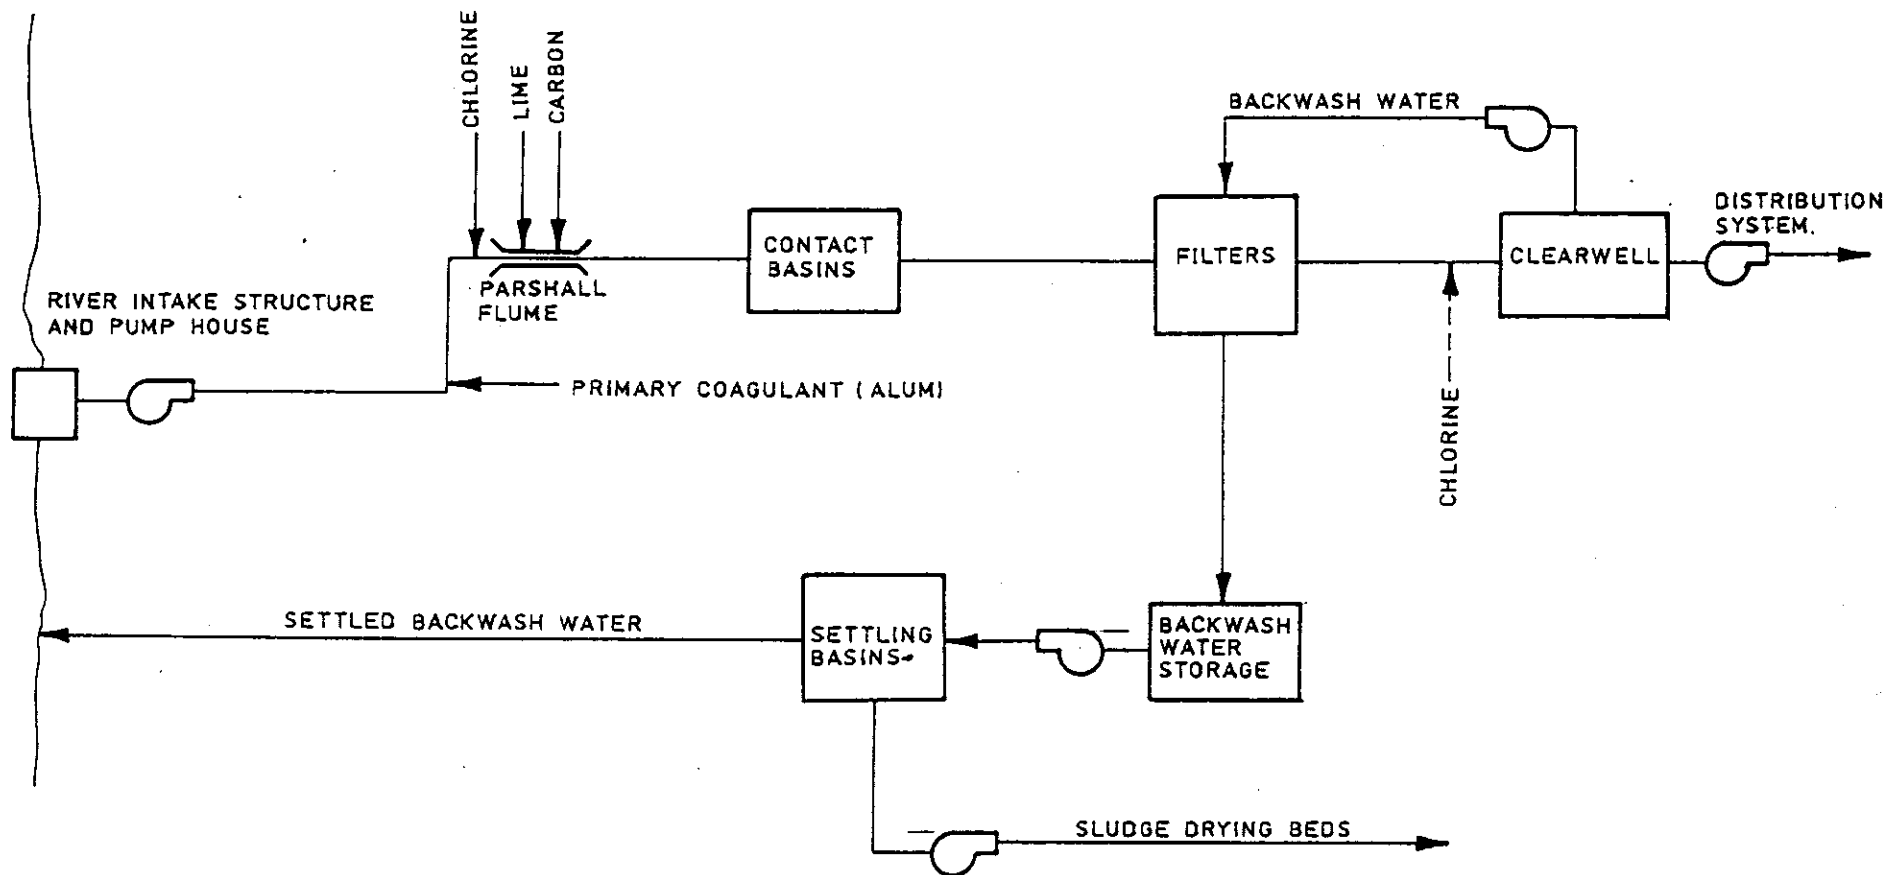 CHLORINE
LIME
CARBON
BACKWASH WATER
DISTRIBUTION
SYSTEM.
CONTACT
BASINS
FILTERS
CLEARWELL
PARSHALL
FLUME
RIVER INTAKE STRUCTURE
AND PUMP HOUSE
PRIMARY COAGULANT (ALUM)
CHLORINE
SETTLED BACKWASH WATER
SETTLING
BASINS
BACKWASH
WATER
STORAGE
SLUDGE DRYING BEDS